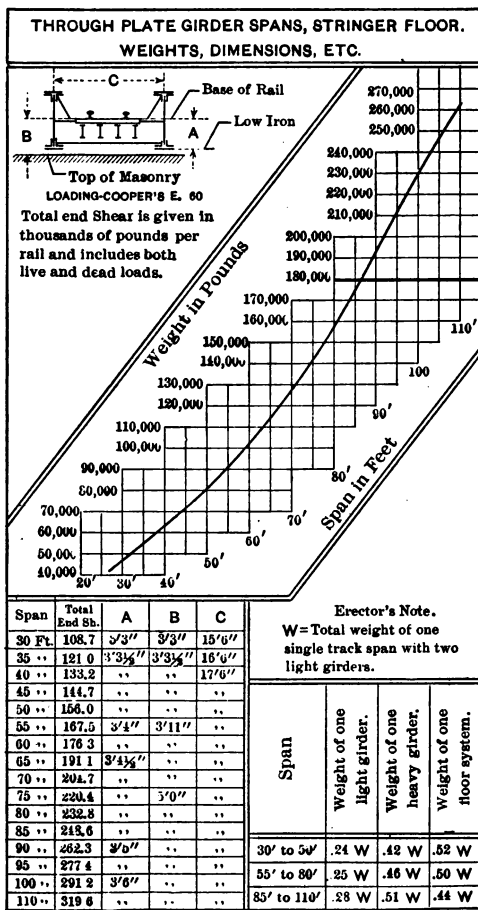 THROUGH PLATE GIRDER SPANS, STRINGER FLOOR.
WEIGHTS, DIMENSIONS, ETC.
C
Base of Rail
B
A
Low Iron
Top of Masonry
LOADING-COOPER'S E. 60
Total end Shear is given in
thousands of pounds per
rail and includes both
live and dead loads.
Weight in Pounds
270,000
260,000
250,000
240,000
230,000
220,000
210,000
200,000
190,000
180,000
170,000
160,000
150,000
140,000
130,000
120,000
110,000
100,000
90,000
80,000
70,000
60,000
50,000
40,000
20' 30' 40' 50' 60' 70' 80' 90' 100 110'
Span in Feet
Span Total End Sh. A B C
30 Ft. 108.7 3'3" 3'3" 15'6"
35 ,, 121 0 3'3½" 3'3½" 16'6"
40 ,, 133.2 ,, ,, 17'6"
45 ,, 144.7 ,, ,, ,,
50 ,, 156.0 ,, ,, ,,
55 ,, 167.5 3'4" 3'11" ,,
60 ,, 176 3 ,, ,, ,,
65 ,, 191 1 3'4½" ,, ,,
70 ,, 204.7 ,, ,, ,,
75 ,, 220.4 ,, 5'0" ,,
80 ,, 232.8 ,, ,, ,,
85 ,, 248.6 ,, ,, ,,
90 ,, 262.3 ,, ,,
95 ,, 277 4 ,, ,, ,,
100 ,, 291 2 3'6" ,, ,,
110 ,, 319 6 ,, ,, ,,
Erector's Note.
W=Total weight of one
single track span with two
light girders.
Span Weight of one light girder. Weight of one heavy girder. Weight of one floor system.
30' to 50' .24 W .42 W .52 W
55' to 80' .25 W .46 W .50 W
85' to 110' .28 W .51 W .44 W